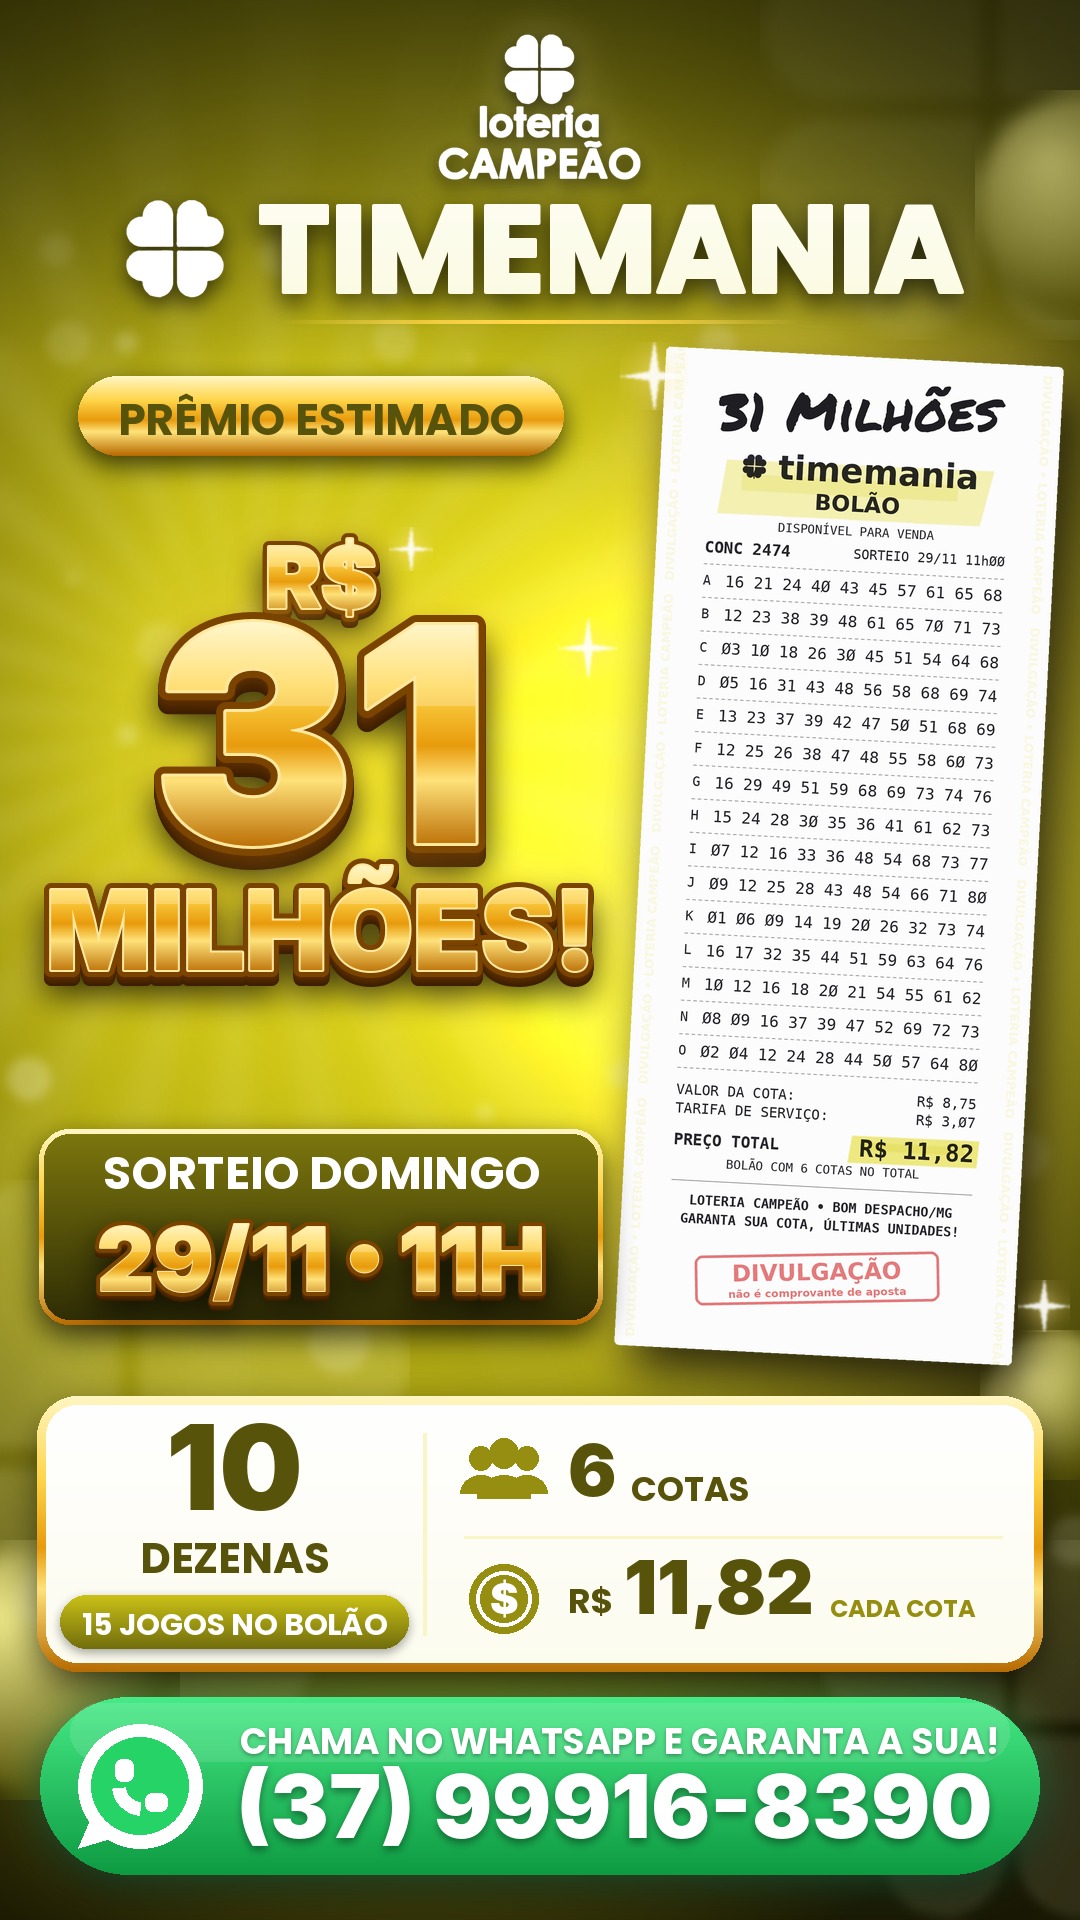 loteria
CAMPEÃO
TIMEMANIA
PRÊMIO ESTIMADO
R$
31
MILHÕES!
SORTEIO DOMINGO
29/11 • 11H
31 MILHÕES
timemania
BOLÃO
DISPONÍVEL PARA VENDA
CONC 2474 SORTEIO 29/11 11h00
A 16 21 24 40 43 45 57 61 65 68
B 12 23 38 39 48 61 65 70 71 73
C 03 10 18 26 30 45 51 54 64 68
D 05 16 31 43 48 56 58 68 69 74
E 13 23 37 39 42 47 50 51 68 69
F 12 25 26 38 47 48 55 58 60 73
G 16 29 49 51 59 68 69 73 74 76
H 15 24 28 30 35 36 41 61 62 73
I 07 12 16 33 36 48 54 68 73 77
J 09 12 25 28 43 48 54 66 71 80
K 01 06 09 14 19 20 26 32 73 74
L 16 17 32 35 44 51 59 63 64 76
M 10 12 16 18 20 21 54 55 61 62
N 08 09 16 37 39 47 52 69 72 73
O 02 04 12 24 28 44 50 57 64 80
VALOR DA COTA: R$ 8,75
TARIFA DE SERVIÇO: R$ 3,07
PREÇO TOTAL R$ 11,82
BOLÃO COM 6 COTAS NO TOTAL
LOTERIA CAMPEÃO • BOM DESPACHO/MG
GARANTA SUA COTA, ÚLTIMAS UNIDADES!
DIVULGAÇÃO
não é comprovante de aposta
10
DEZENAS
15 JOGOS NO BOLÃO
6 COTAS
R$ 11,82 CADA COTA
CHAMA NO WHATSAPP E GARANTA A SUA!
(37) 99916-8390